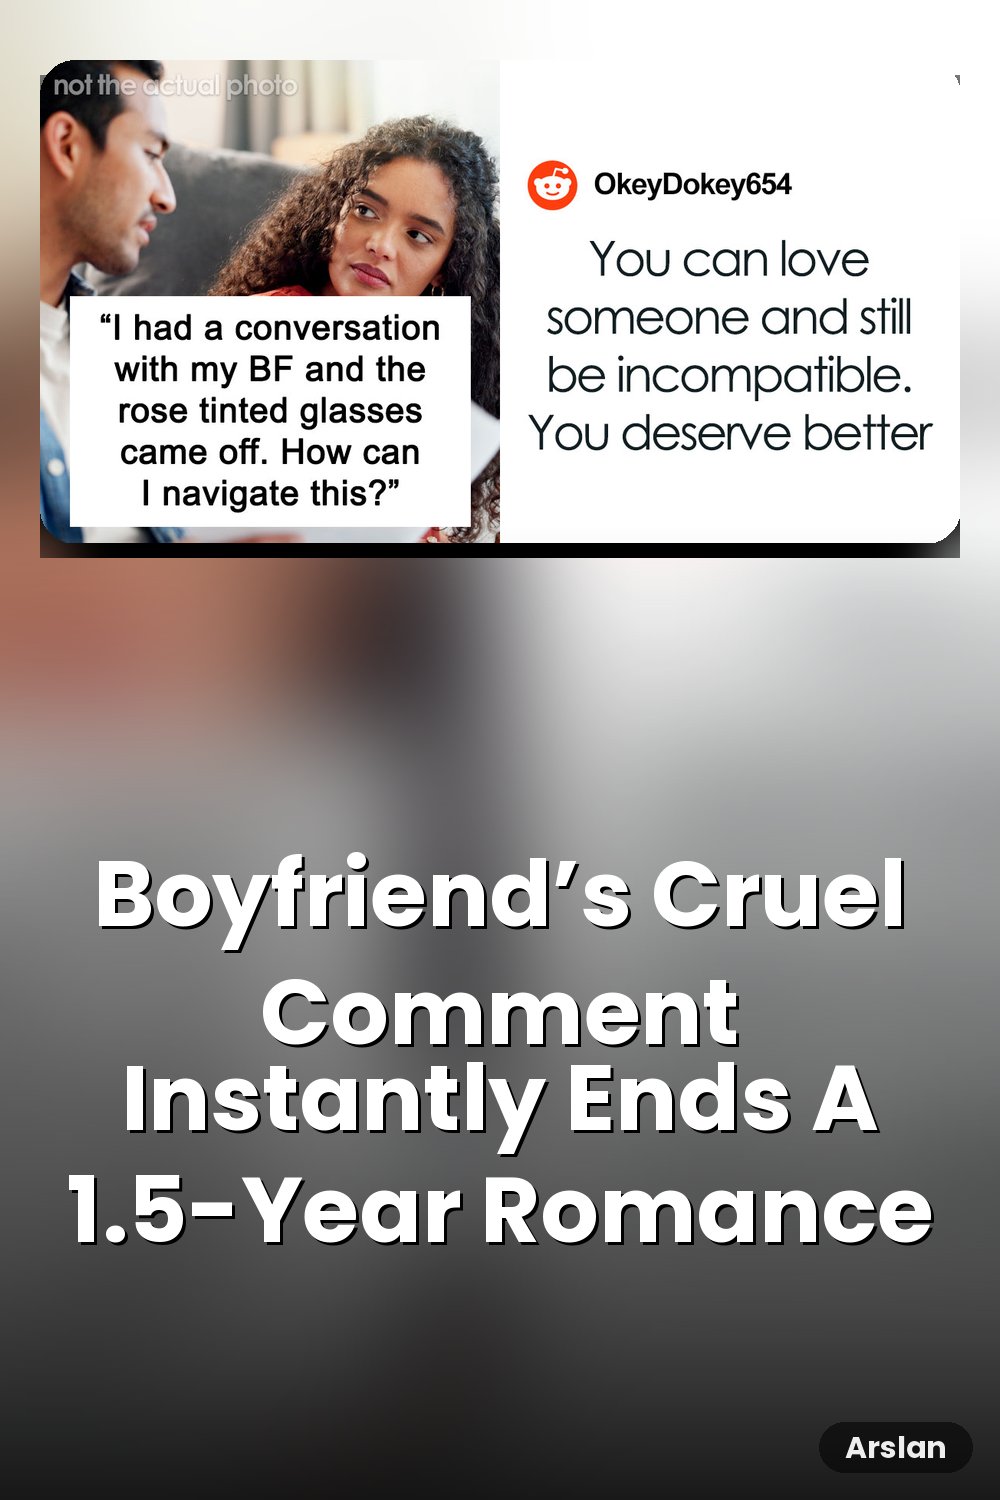 not the actual photo
“I had a conversation
with my BF and the
rose tinted glasses
came off. How can
I navigate this?”
OkeyDokey654
You can love
someone and still
be incompatible.
You deserve better
Boyfriend’s Cruel
Comment
Instantly Ends A
1.5-Year Romance
Arslan